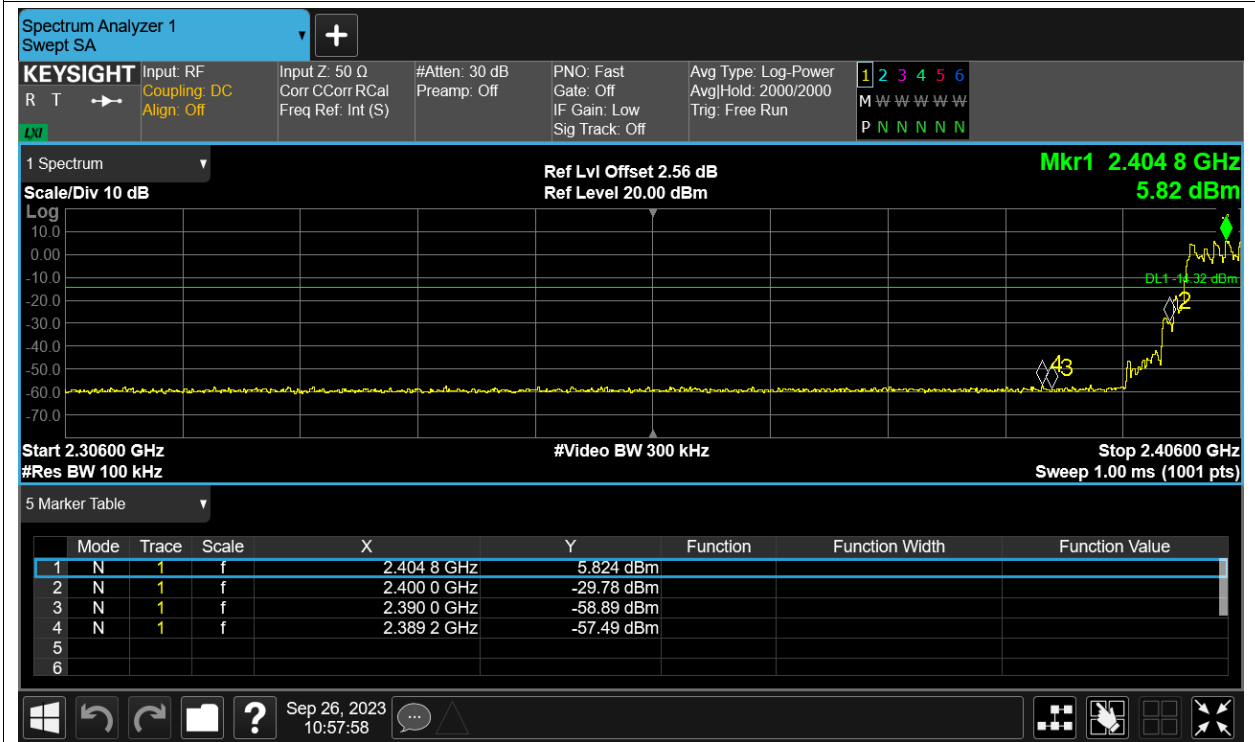 Spectrum Analyzer 1
Swept SA
+
KEYSIGHT Input: RF Input Z: 50 Ω #Atten: 30 dB PNO: Fast Avg Type: Log-Power 1 2 3 4 5 6
R T Coupling: DC Corr CCorr RCal Preamp: Off Gate: Off Avg|Hold: 2000/2000 M W W W W W W
Align: Off Freq Ref: Int (S) IF Gain: Low Trig: Free Run
LXI Sig Track: Off P N N N N N
1 Spectrum Ref Lvl Offset 2.56 dB Mkr1 2.404 8 GHz
Scale/Div 10 dB Ref Level 20.00 dBm 5.82 dBm
Log
10.0
0.00
-10.0
DL1 -14.32 dBm
-20.0
2
-30.0
-40.0
-50.0
43
-60.0
-70.0
Start 2.30600 GHz #Video BW 300 kHz Stop 2.40600 GHz
#Res BW 100 kHz Sweep 1.00 ms (1001 pts)
5 Marker Table
Mode Trace Scale X Y Function Function Width Function Value
1 N 1 f 2.404 8 GHz 5.824 dBm
2 N 1 f 2.400 0 GHz -29.78 dBm
3 N 1 f 2.390 0 GHz -58.89 dBm
4 N 1 f 2.389 2 GHz -57.49 dBm
5
6
? Sep 26, 2023
10:57:58